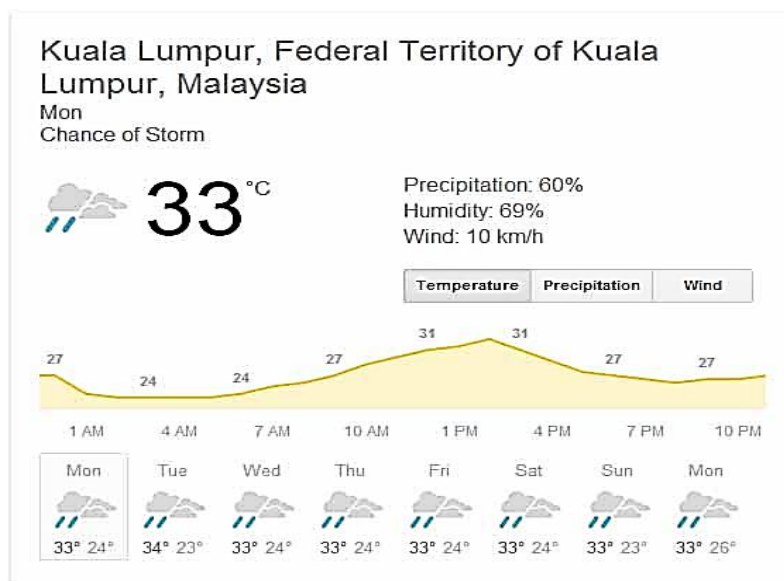 Kuala Lumpur, Federal Territory of Kuala
Lumpur, Malaysia
Mon
Chance of Storm
33 °C
Precipitation: 60%
Humidity: 69%
Wind: 10 km/h
Temperature Precipitation Wind
27 24 24 27 31 31 27 27
1 AM 4 AM 7 AM 10 AM 1 PM 4 PM 7 PM 10 PM
Mon Tue Wed Thu Fri Sat Sun Mon
33° 24° 34° 23° 33° 24° 33° 24° 33° 24° 33° 24° 33° 23° 33° 26°